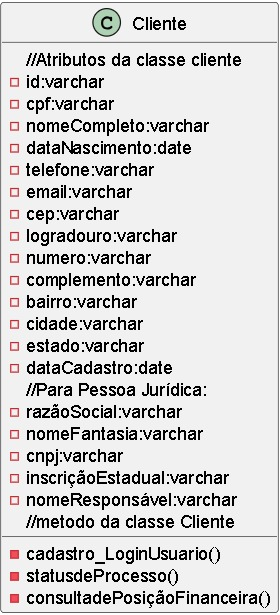 C Cliente
//Atributos da classe cliente
id:varchar
cpf:varchar
nomeCompleto:varchar
dataNascimento:date
telefone:varchar
email:varchar
cep:varchar
logradouro:varchar
numero:varchar
complemento:varchar
bairro:varchar
cidade:varchar
estado:varchar
dataCadastro:date
//Para Pessoa Jurídica:
razãoSocial:varchar
nomeFantasia:varchar
cnpj:varchar
inscriçãoEstadual:varchar
nomeResponsável:varchar
//metodo da classe Cliente
cadastro_LoginUsuario()
statusdeProcesso()
consultadePosiçãoFinanceira()